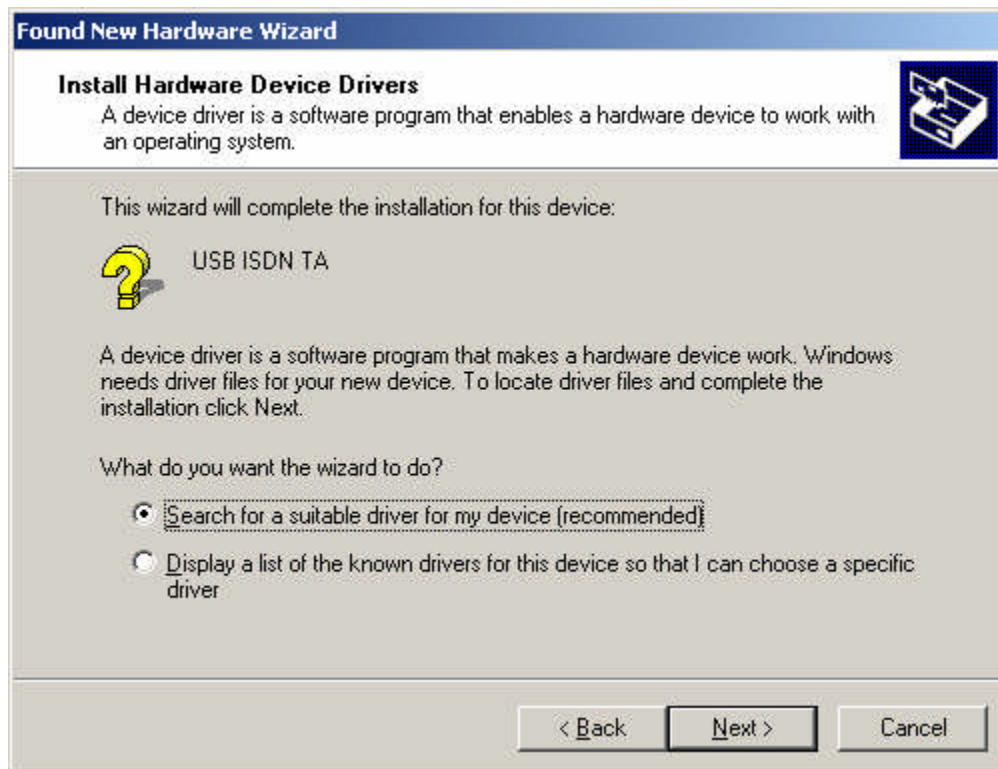 Found New Hardware Wizard
Install Hardware Device Drivers
A device driver is a software program that enables a hardware device to work with
an operating system.
This wizard will complete the installation for this device:
USB ISDN TA
A device driver is a software program that makes a hardware device work. Windows
needs driver files for your new device. To locate driver files and complete the
installation click Next.
What do you want the wizard to do?
Search for a suitable driver for my device (recommended)
Display a list of the known drivers for this device so that I can choose a specific
driver
< Back Next > Cancel